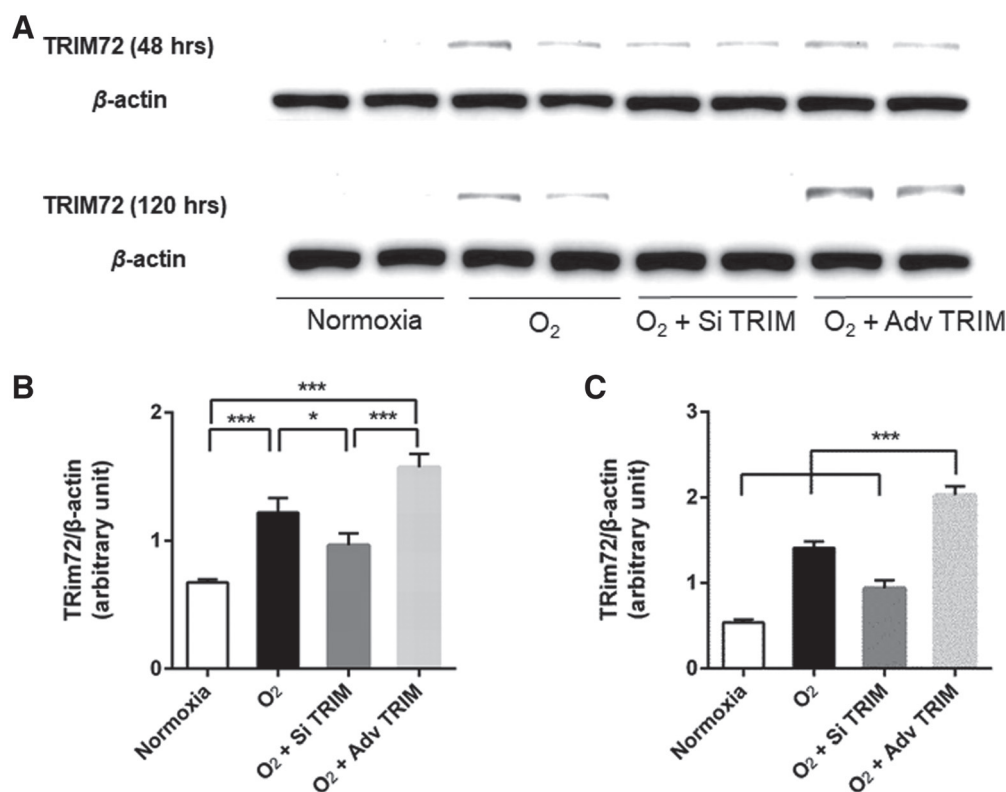 A
TRIM72 (48 hrs)
β-actin
TRIM72 (120 hrs)
β-actin
Normoxia O₂ O₂ + Si TRIM O₂ + Adv TRIM
B
***
*** * ***
2
1
0
TRim72/β-actin
(arbitrary unit)
Normoxia
O₂
O₂ + Si TRIM
O₂ + Adv TRIM
C
***
3
2
1
0
TRim72/β-actin
(arbitrary unit)
Normoxia
O₂
O₂ + Si TRIM
O₂ + Adv TRIM